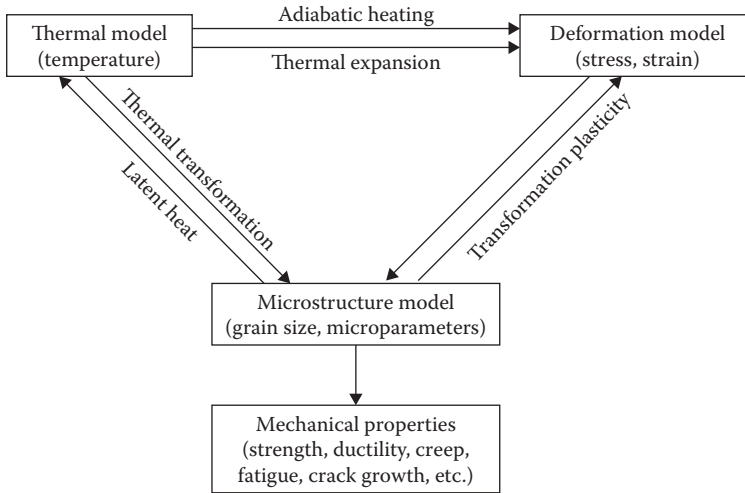 Adiabatic heating
Thermal model
(temperature)
Deformation model
(stress, strain)
Thermal expansion
Thermal transformation
Latent heat
Transformation plasticity
Microstructure model
(grain size, microparameters)
Mechanical properties
(strength, ductility, creep,
fatigue, crack growth, etc.)